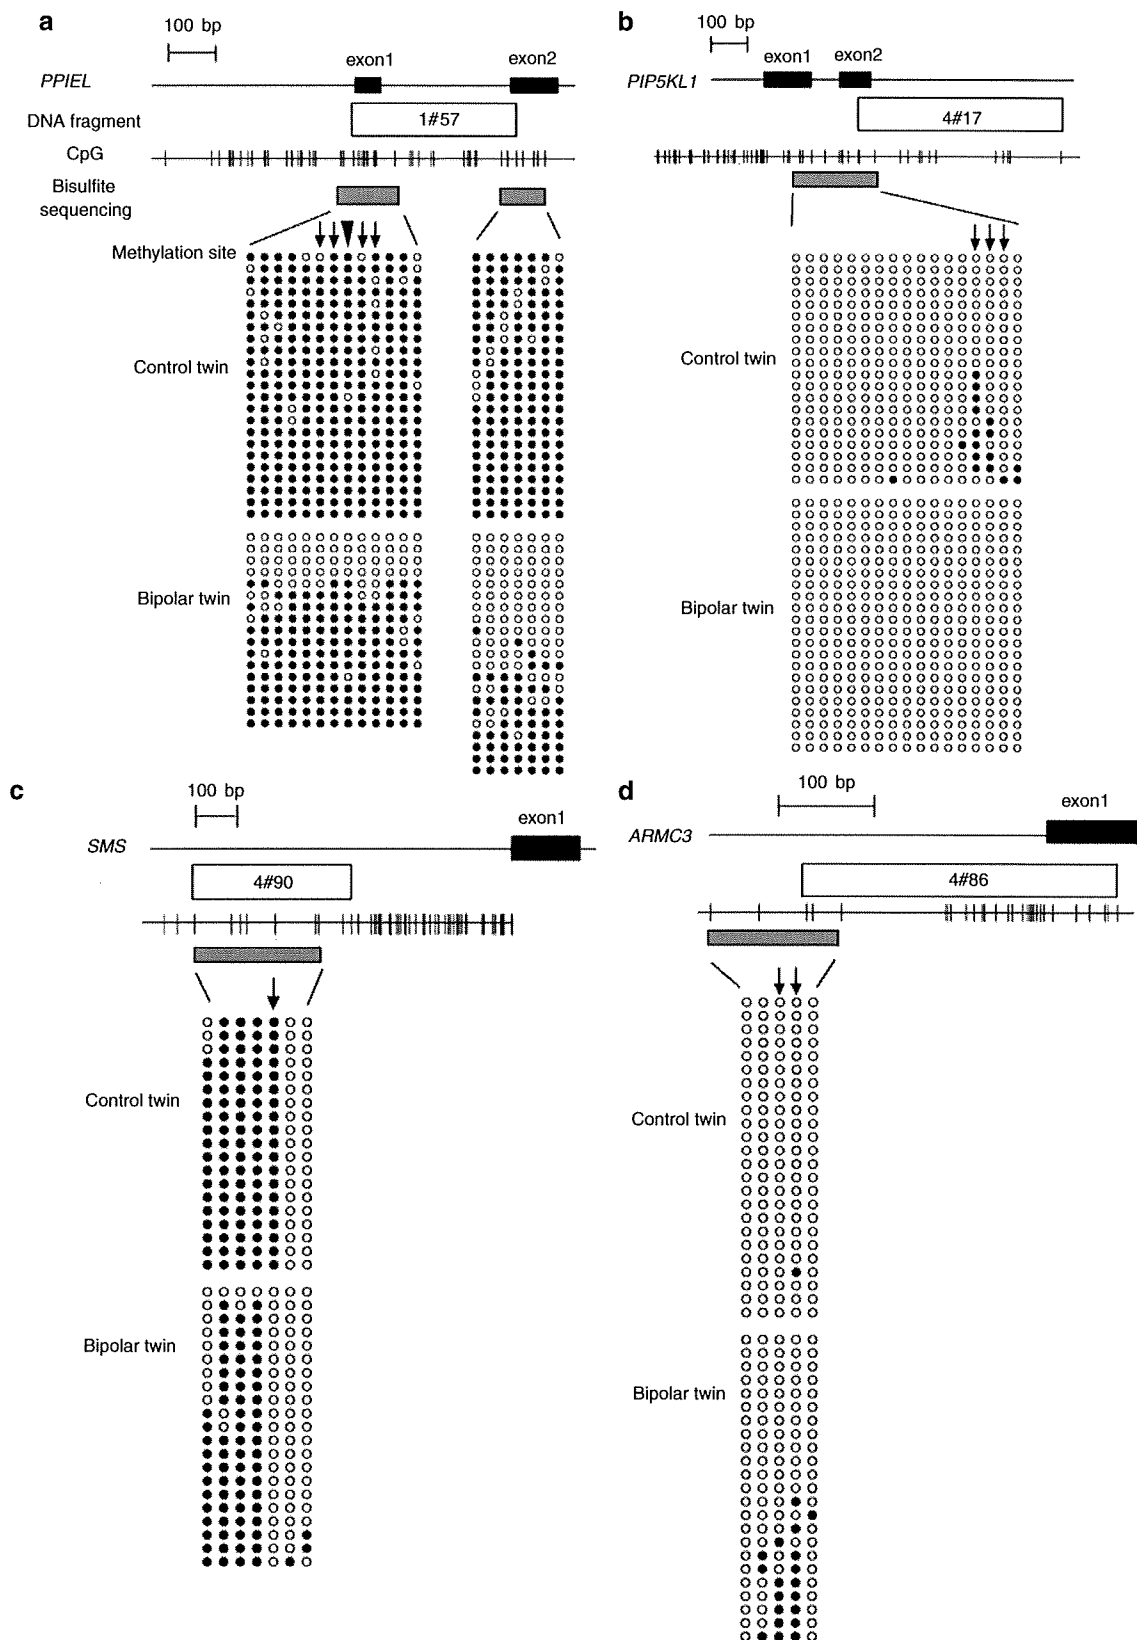 a
100 bp
exon1
exon2
PPIEL
DNA fragment
1#57
CpG
Bisulfite
sequencing
Methylation site
Control twin
Bipolar twin
b
100 bp
exon1
exon2
PIP5KL1
4#17
Control twin
Bipolar twin
c
100 bp
exon1
SMS
4#90
Control twin
Bipolar twin
d
100 bp
exon1
ARMC3
4#86
Control twin
Bipolar twin